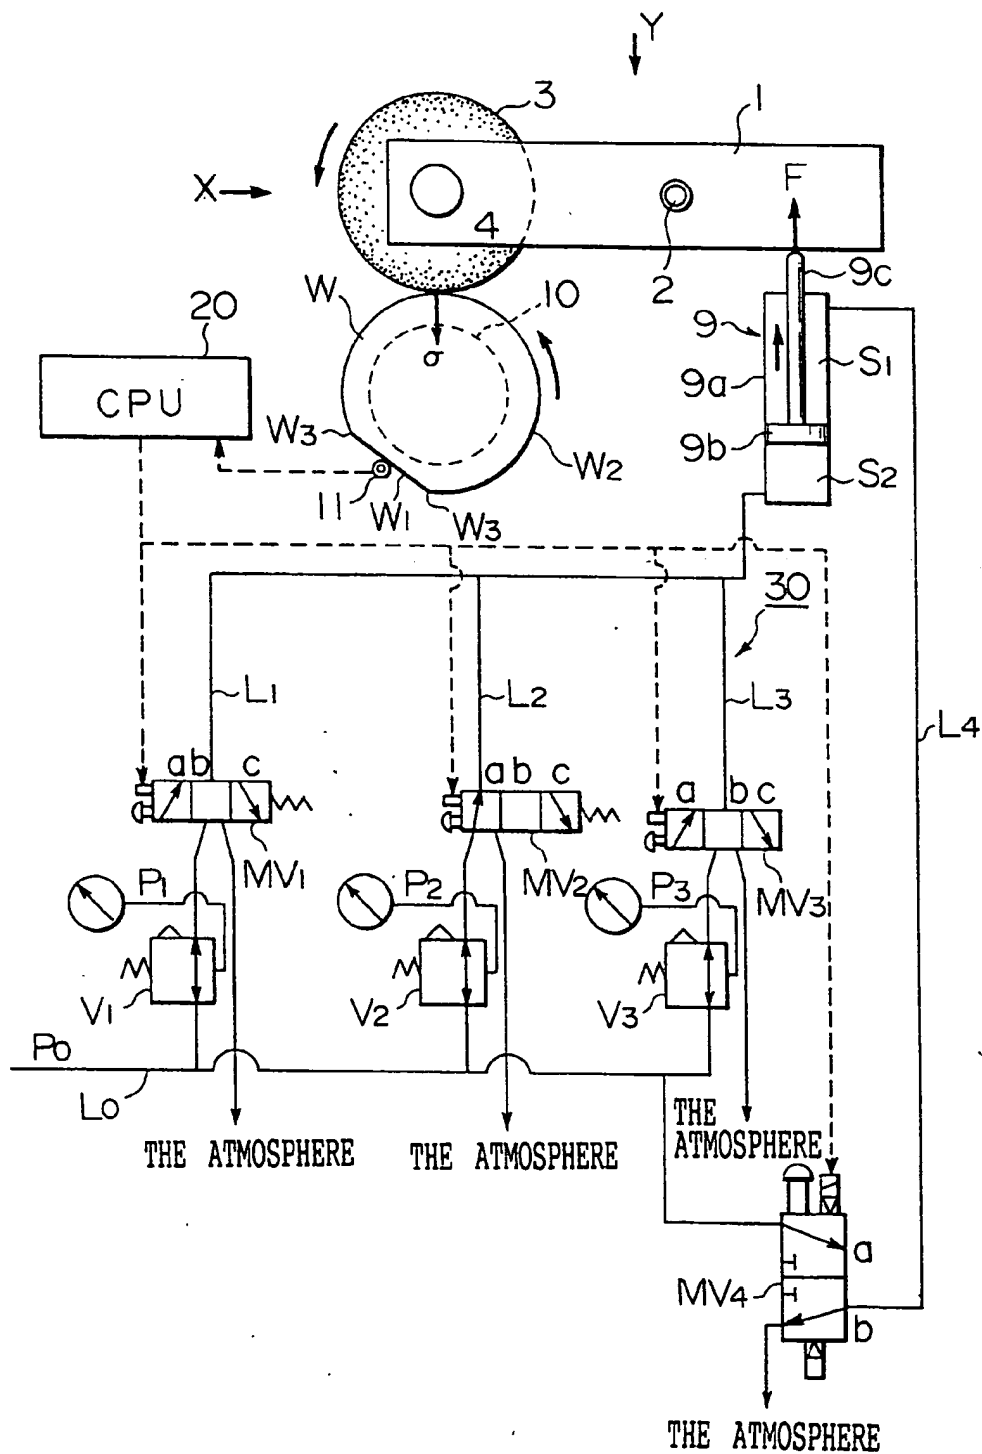 Y
3
1
X
F
4
2
9c
W
10
20
9
S1
σ
9a
CPU
W3
9b
W2
S2
11
W1
W3
30
L1
L2
L3
L4
a b c
a b c
a b c
MV1
MV2
MV3
P1
P2
P3
V1
V2
V3
P0
L0
THE ATMOSPHERE
THE ATMOSPHERE
THE
ATMOSPHERE
a
MV4
b
THE ATMOSPHERE